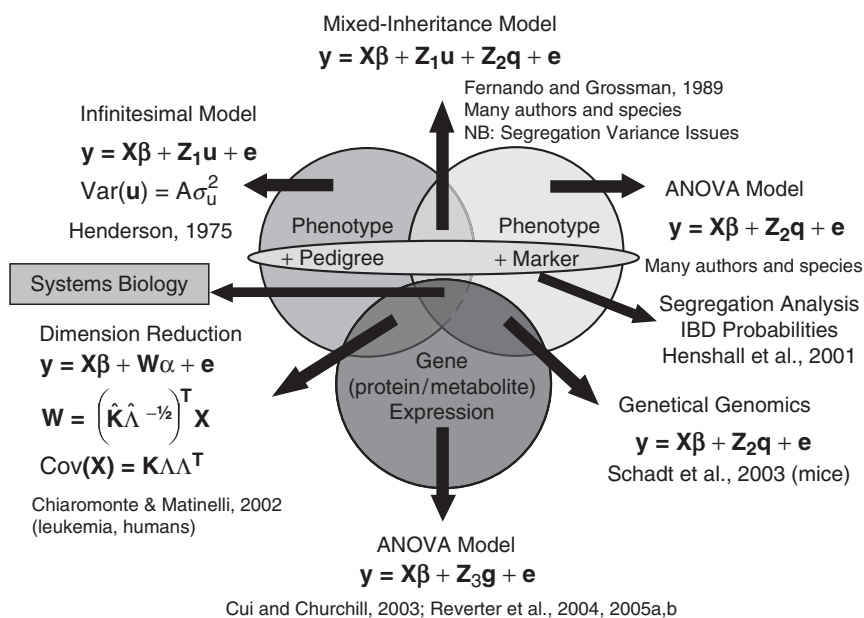 Mixed-Inheritance Model
y = Xβ + Z₁u + Z₂q + e
Fernando and Grossman, 1989
Many authors and species
NB: Segregation Variance Issues
Infinitesimal Model
y = Xβ + Z₁u + e
Var(u) = Aσ²ᵤ
Henderson, 1975
Phenotype
+ Pedigree
Phenotype
+ Marker
ANOVA Model
y = Xβ + Z₂q + e
Many authors and species
Segregation Analysis
IBD Probabilities
Henshall et al., 2001
Systems Biology
Dimension Reduction
y = Xβ + Wα + e
W = (K̂Λ̂ ⁻¹ᐟ²)ᵀ X
Cov(X) = KΛΛᵀ
Chiaromonte & Matinelli, 2002
(leukemia, humans)
Gene
(protein/metabolite)
Expression
Genetical Genomics
y = Xβ + Z₂q + e
Schadt et al., 2003 (mice)
ANOVA Model
y = Xβ + Z₃g + e
Cui and Churchill, 2003; Reverter et al., 2004, 2005a,b